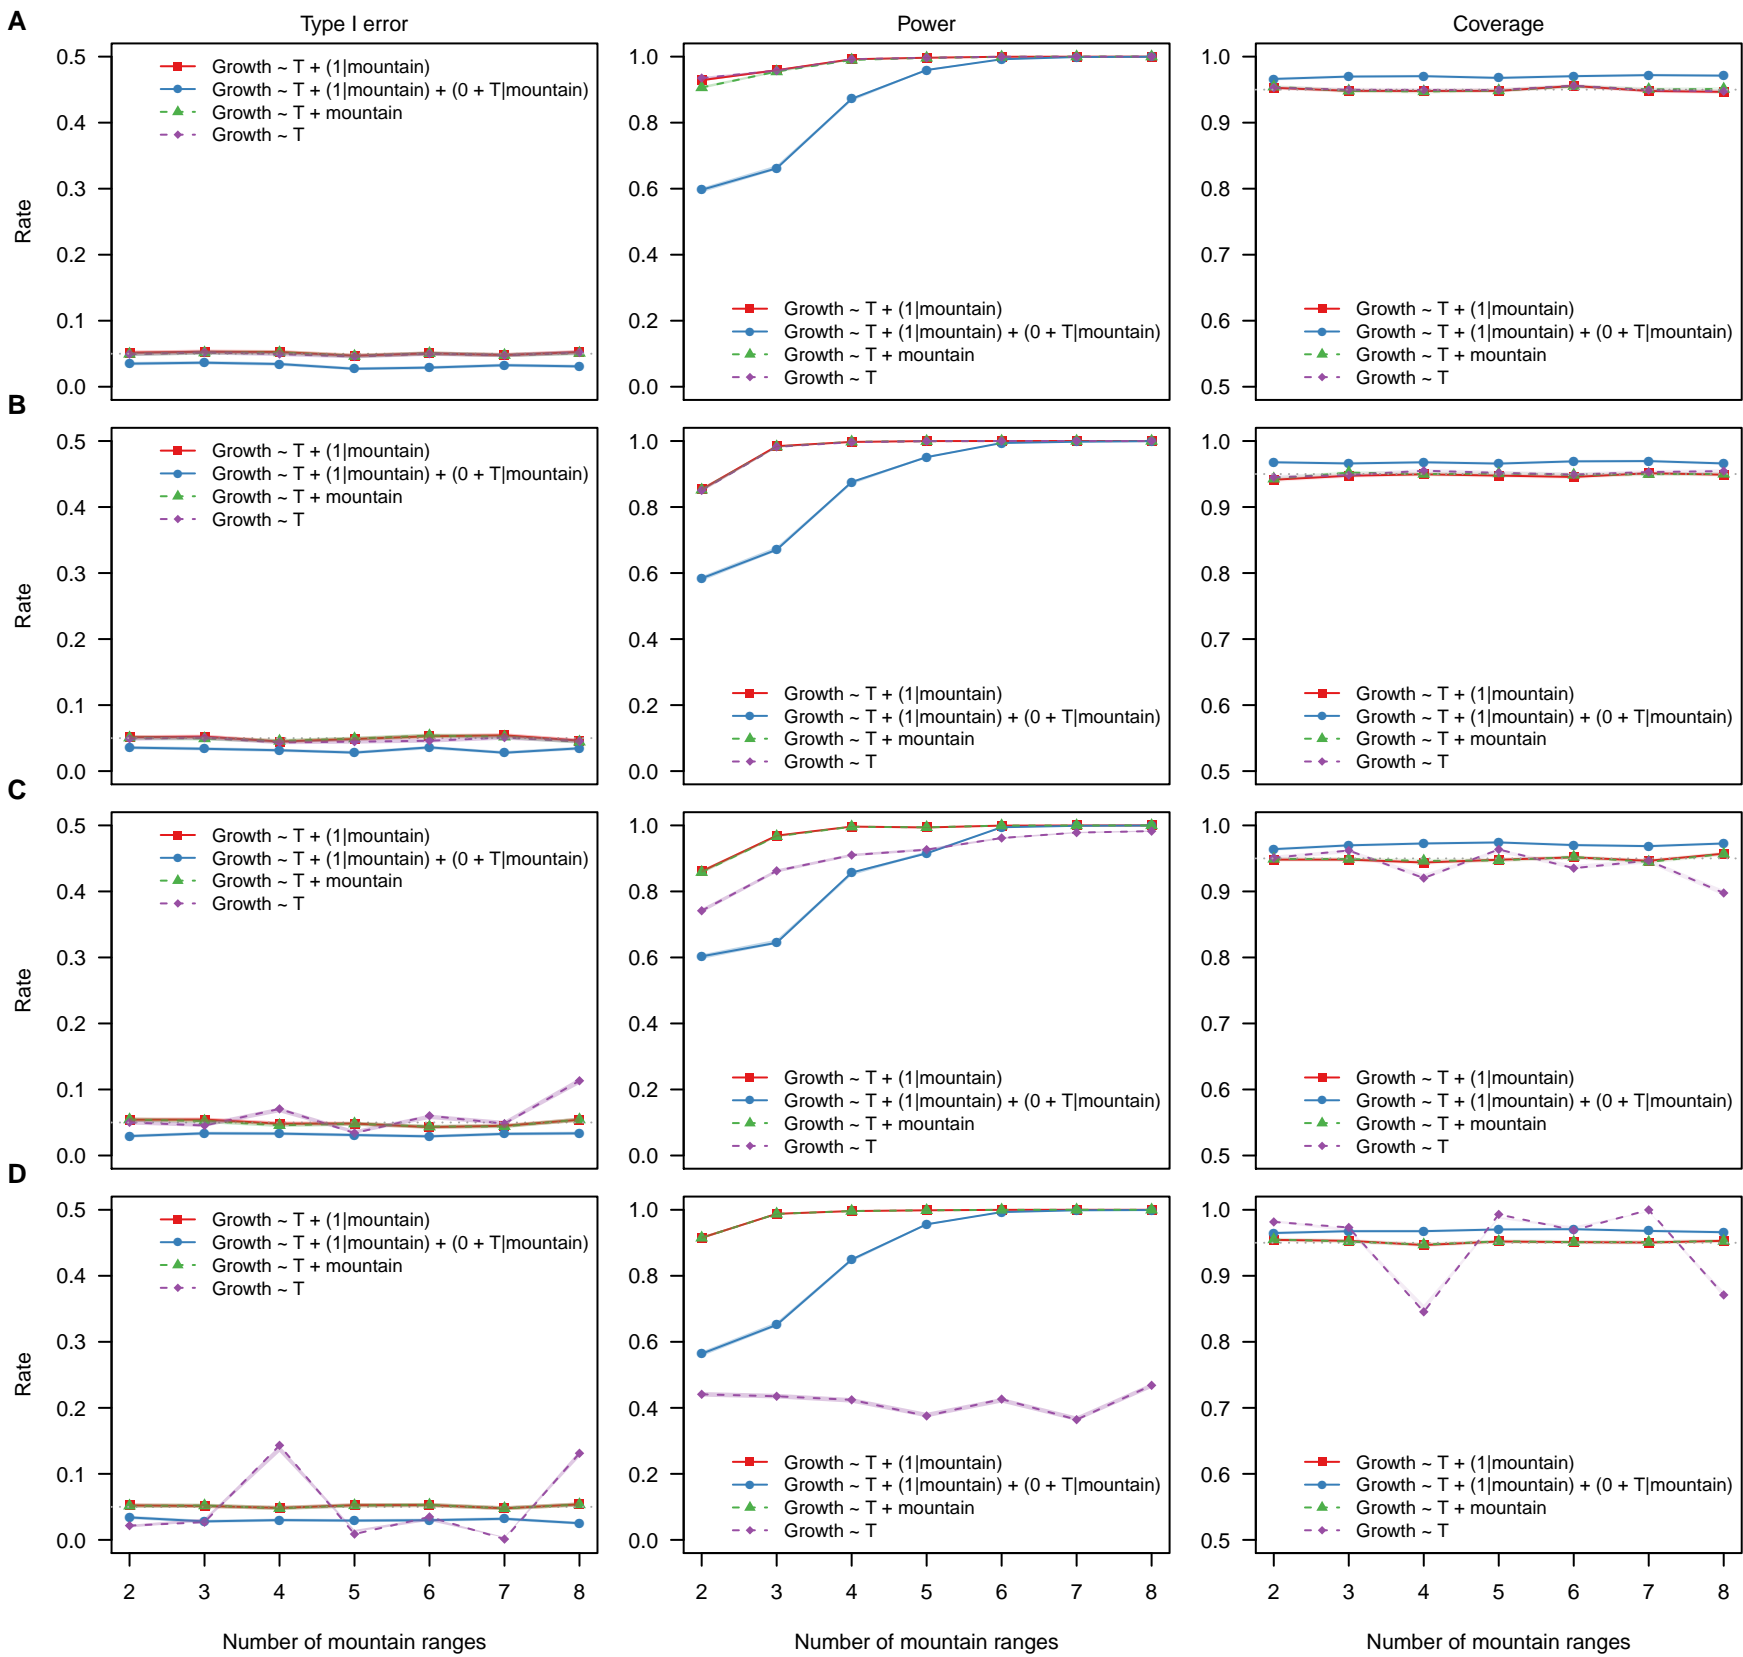 A
Type I error
Power
Coverage
0.5
0.4
0.3
0.2
0.1
0.0
Rate
Growth ~ T + (1|mountain)
Growth ~ T + (1|mountain) + (0 + T|mountain)
Growth ~ T + mountain
Growth ~ T
1.0
0.8
0.6
0.4
0.2
0.0
Growth ~ T + (1|mountain)
Growth ~ T + (1|mountain) + (0 + T|mountain)
Growth ~ T + mountain
Growth ~ T
1.0
0.9
0.8
0.7
0.6
0.5
Growth ~ T + (1|mountain)
Growth ~ T + (1|mountain) + (0 + T|mountain)
Growth ~ T + mountain
Growth ~ T
B
0.5
0.4
0.3
0.2
0.1
0.0
Rate
Growth ~ T + (1|mountain)
Growth ~ T + (1|mountain) + (0 + T|mountain)
Growth ~ T + mountain
Growth ~ T
1.0
0.8
0.6
0.4
0.2
0.0
Growth ~ T + (1|mountain)
Growth ~ T + (1|mountain) + (0 + T|mountain)
Growth ~ T + mountain
Growth ~ T
1.0
0.9
0.8
0.7
0.6
0.5
Growth ~ T + (1|mountain)
Growth ~ T + (1|mountain) + (0 + T|mountain)
Growth ~ T + mountain
Growth ~ T
C
0.5
0.4
0.3
0.2
0.1
0.0
Rate
Growth ~ T + (1|mountain)
Growth ~ T + (1|mountain) + (0 + T|mountain)
Growth ~ T + mountain
Growth ~ T
1.0
0.8
0.6
0.4
0.2
0.0
Growth ~ T + (1|mountain)
Growth ~ T + (1|mountain) + (0 + T|mountain)
Growth ~ T + mountain
Growth ~ T
1.0
0.9
0.8
0.7
0.6
0.5
Growth ~ T + (1|mountain)
Growth ~ T + (1|mountain) + (0 + T|mountain)
Growth ~ T + mountain
Growth ~ T
D
0.5
0.4
0.3
0.2
0.1
0.0
Rate
Growth ~ T + (1|mountain)
Growth ~ T + (1|mountain) + (0 + T|mountain)
Growth ~ T + mountain
Growth ~ T
2 3 4 5 6 7 8
Number of mountain ranges
1.0
0.8
0.6
0.4
0.2
0.0
Growth ~ T + (1|mountain)
Growth ~ T + (1|mountain) + (0 + T|mountain)
Growth ~ T + mountain
Growth ~ T
2 3 4 5 6 7 8
Number of mountain ranges
1.0
0.9
0.8
0.7
0.6
0.5
Growth ~ T + (1|mountain)
Growth ~ T + (1|mountain) + (0 + T|mountain)
Growth ~ T + mountain
Growth ~ T
2 3 4 5 6 7 8
Number of mountain ranges